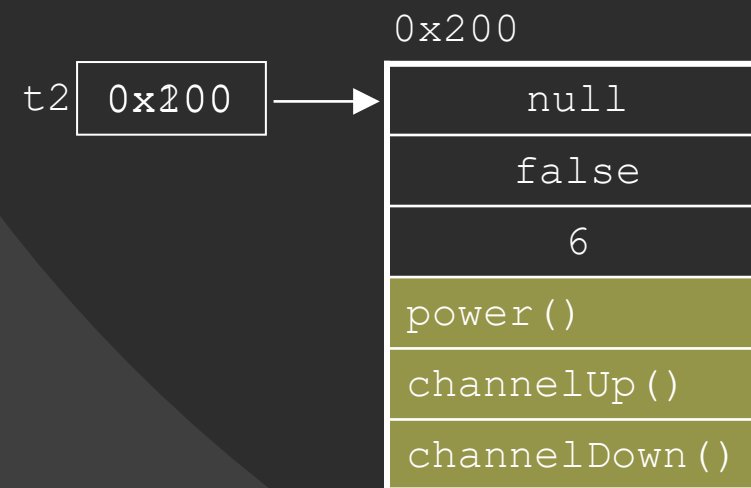 0x200
t2
null
false
6
power()
channelUp()
channelDown()